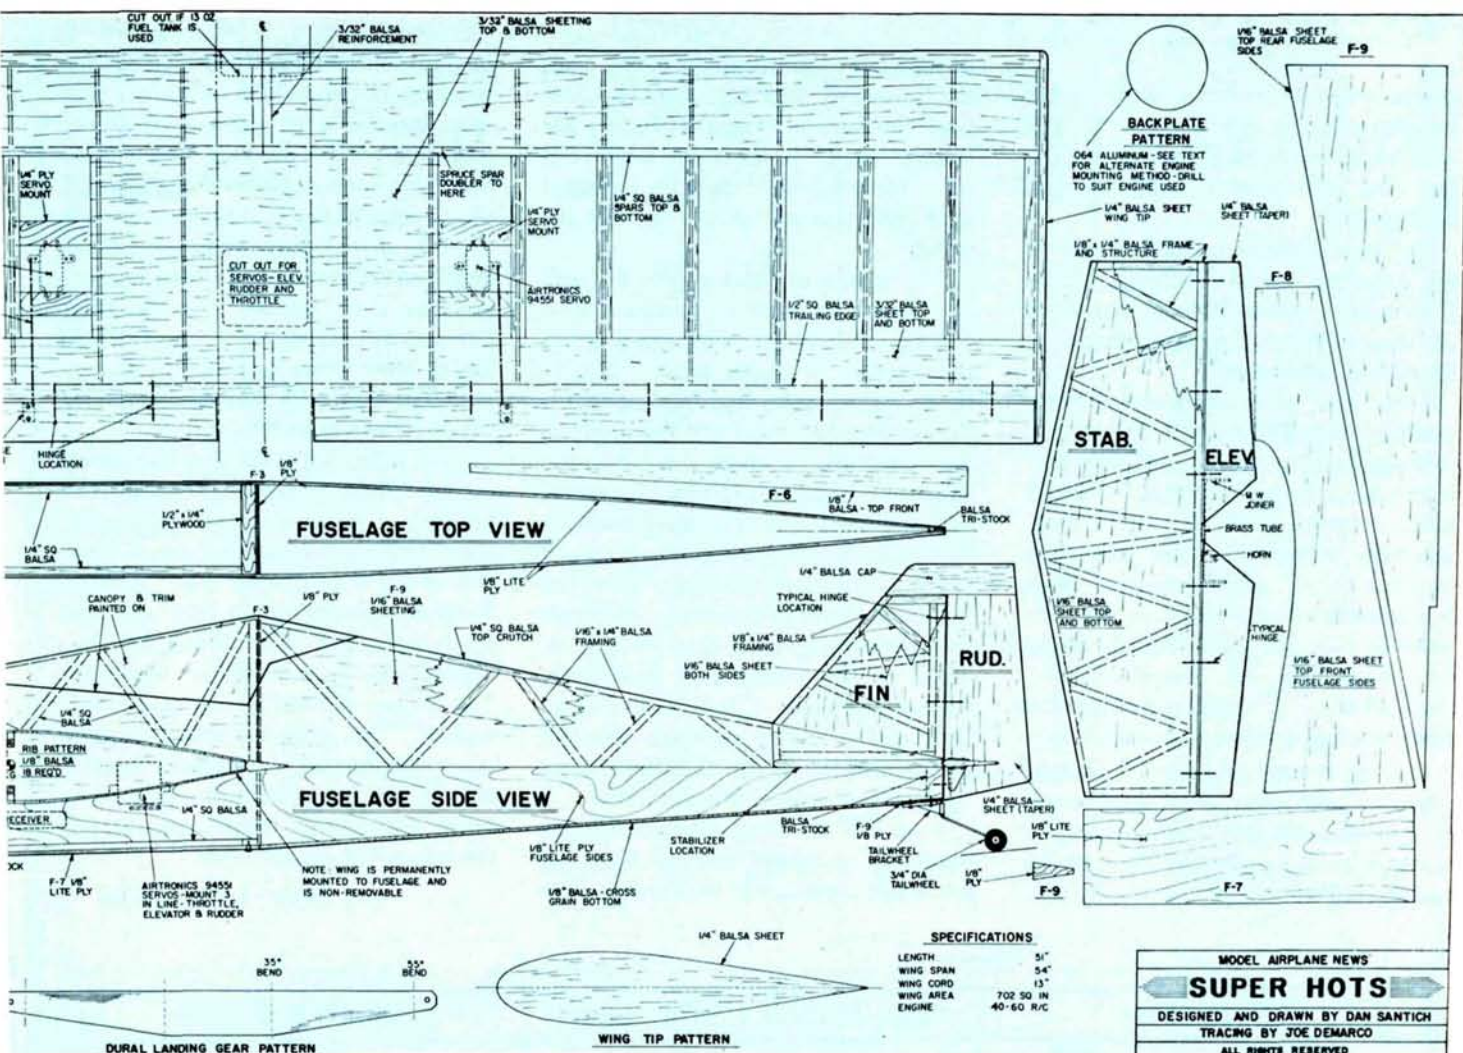 CUT OUT IF 13 OZ.
FUEL TANK IS
USED
℄
3/32" BALSA
REINFORCEMENT
3/32" BALSA SHEETING
TOP & BOTTOM
1/16" BALSA SHEET
TOP REAR FUSELAGE
SIDES
F-9
BACKPLATE
PATTERN
.064 ALUMINUM - SEE TEXT
FOR ALTERNATE ENGINE
MOUNTING METHOD - DRILL
TO SUIT ENGINE USED
1/4" PLY
SERVO
MOUNT
SPRUCE SPAR
DOUBLER TO
HERE
1/4" PLY
SERVO
MOUNT
1/4" SQ BALSA
SPARS TOP &
BOTTOM
1/4" BALSA SHEET
WING TIP
1/4" BALSA
SHEET (TAPER)
1/8" x 1/4" BALSA FRAME
AND STRUCTURE
F-8
CUT OUT FOR
SERVOS - ELEV.
RUDDER AND
THROTTLE
AIRTRONICS
94551 SERVO
1/2" SQ BALSA
TRAILING EDGE
3/32" BALSA
SHEET TOP
AND BOTTOM
HINGE
LOCATION
℄
STAB.
ELEV.
M.W.
JOINER
BRASS TUBE
HORN
TYPICAL
HINGE
1/16" BALSA
SHEET TOP
AND BOTTOM
1/16" BALSA SHEET
TOP FRONT
FUSELAGE SIDES
F-3
1/8"
PLY
1/2" x 1/4"
PLYWOOD
1/4" SQ
BALSA
FUSELAGE TOP VIEW
F-6
1/8"
BALSA - TOP FRONT
BALSA
TRI-STOCK
1/8" LITE
PLY
CANOPY & TRIM
PAINTED ON
F-3
1/8" PLY
F-9
1/16" BALSA
SHEETING
1/4" SQ BALSA
TOP CRUTCH
1/16" x 1/4" BALSA
FRAMING
1/4" BALSA CAP
TYPICAL HINGE
LOCATION
1/8" x 1/4" BALSA
FRAMING
1/16" BALSA SHEET
BOTH SIDES
FIN
RUD.
1/4" SQ
BALSA
RIB PATTERN
1/8" BALSA
18 REQ'D
RECEIVER
1/4" SQ BALSA
FUSELAGE SIDE VIEW
F-7 1/8"
LITE PLY
AIRTRONICS 94551
SERVOS-MOUNT 3
IN LINE-THROTTLE,
ELEVATOR & RUDDER
NOTE: WING IS PERMANENTLY
MOUNTED TO FUSELAGE AND
IS NON-REMOVABLE
1/8" LITE PLY
FUSELAGE SIDES
1/8" BALSA - CROSS
GRAIN BOTTOM
STABILIZER
LOCATION
BALSA
TRI-STOCK
F-9
1/8 PLY
TAILWHEEL
BRACKET
3/4" DIA
TAILWHEEL
1/4" BALSA
SHEET (TAPER)
1/8"
PLY
F-9
1/8" LITE
PLY
F-7
35°
BEND
55°
BEND
DURAL LANDING GEAR PATTERN
1/4" BALSA SHEET
WING TIP PATTERN
SPECIFICATIONS
LENGTH 51"
WING SPAN 54"
WING CORD 13"
WING AREA 702 SQ IN
ENGINE 40-60 R/C
MODEL AIRPLANE NEWS
SUPER HOTS
DESIGNED AND DRAWN BY DAN SANTICH
TRACING BY JOE DEMARCO
ALL RIGHTS RESERVED